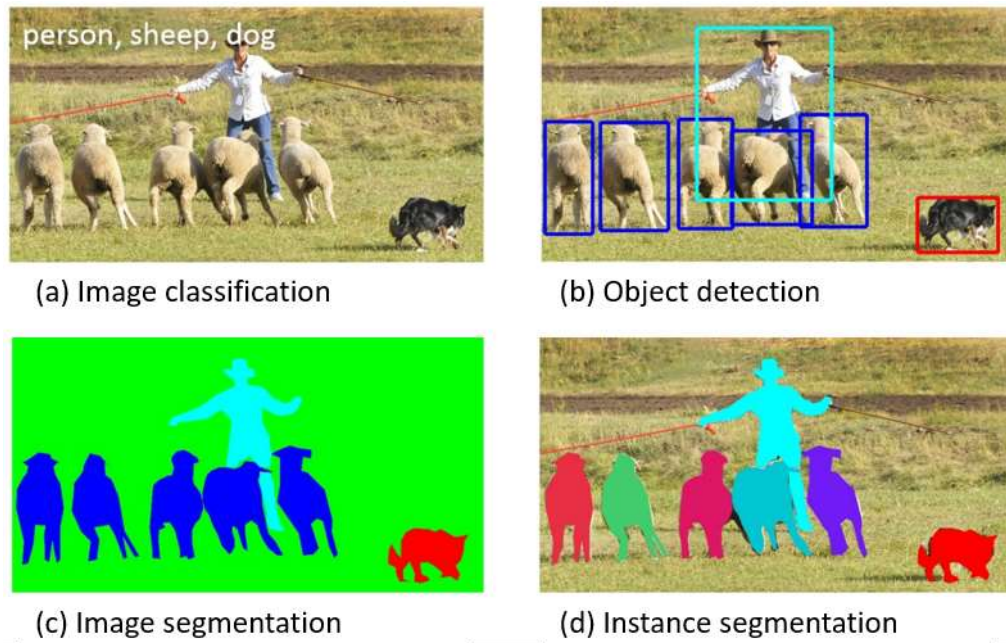 person, sheep, dog
(a) Image classification
(b) Object detection
(c) Image segmentation
(d) Instance segmentation